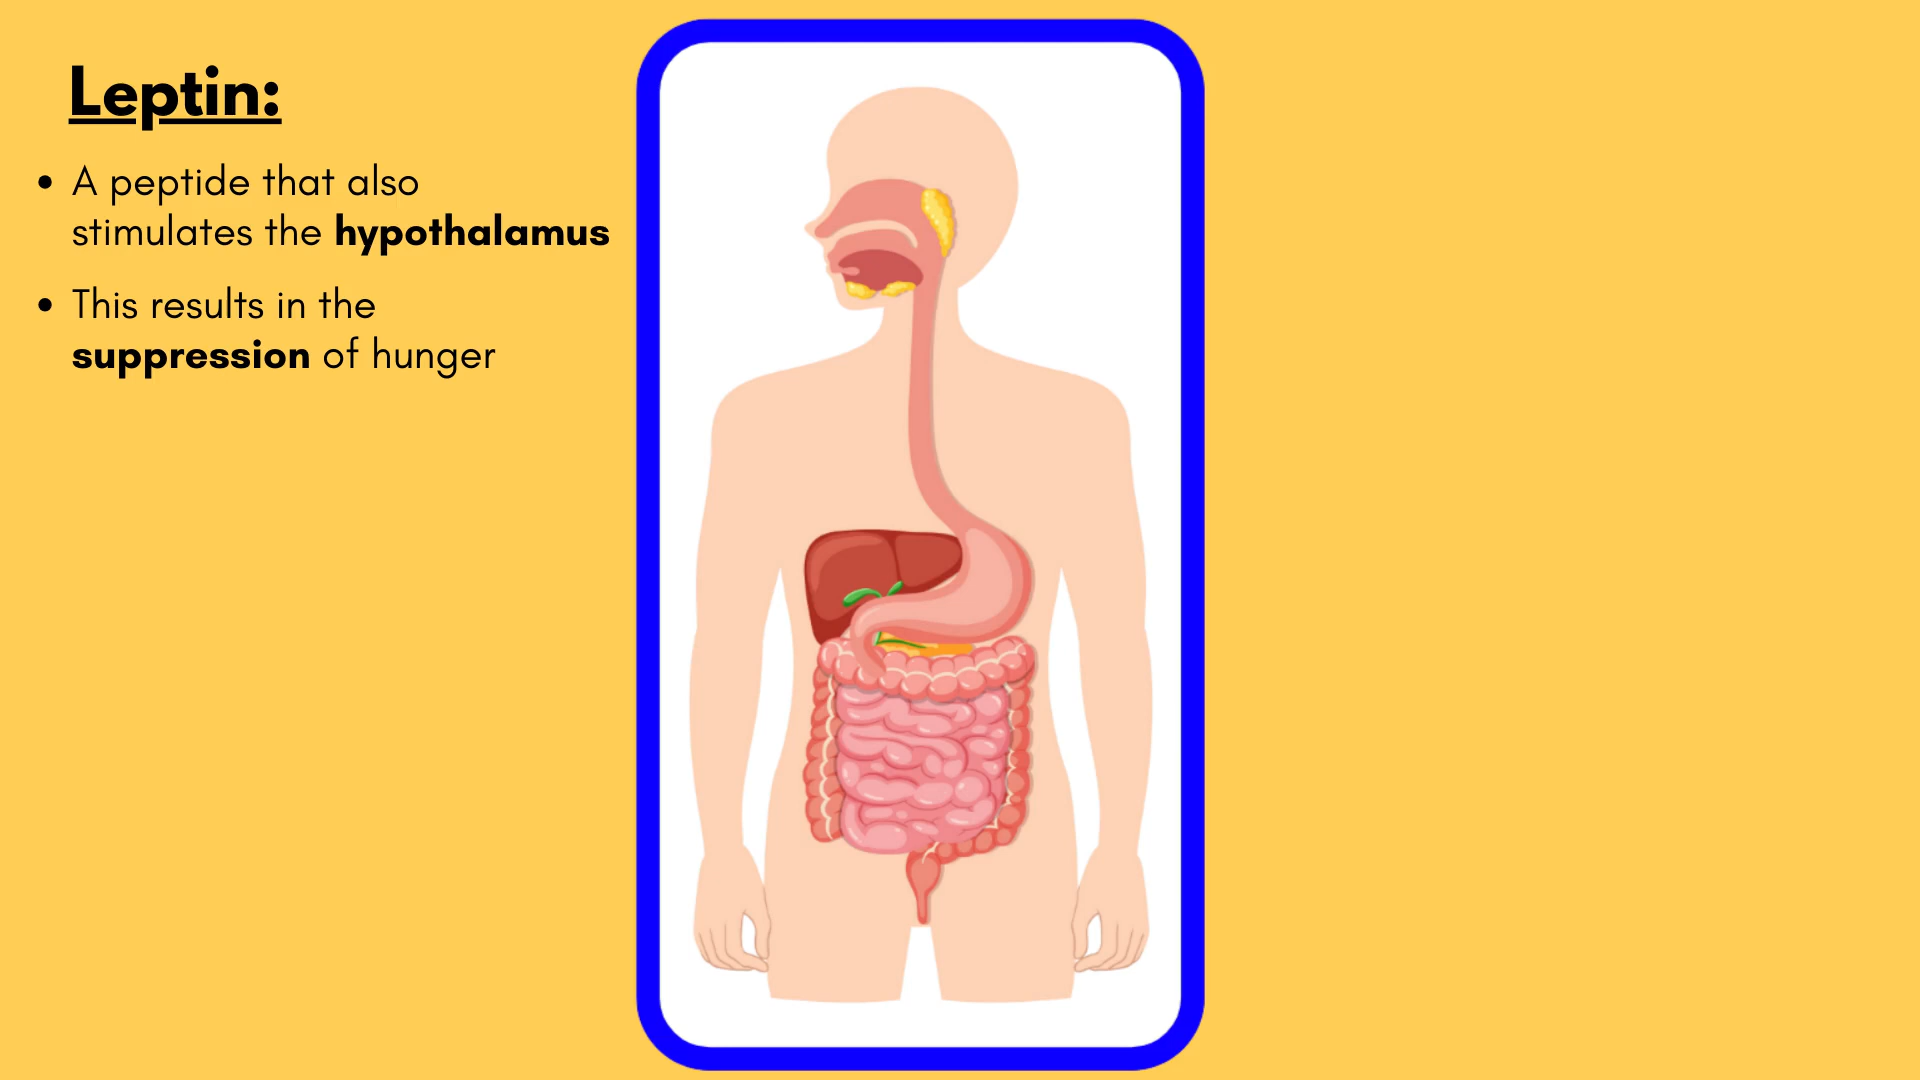 Leptin:
• A peptide that also
stimulates the hypothalamus
• This results in the
suppression of hunger